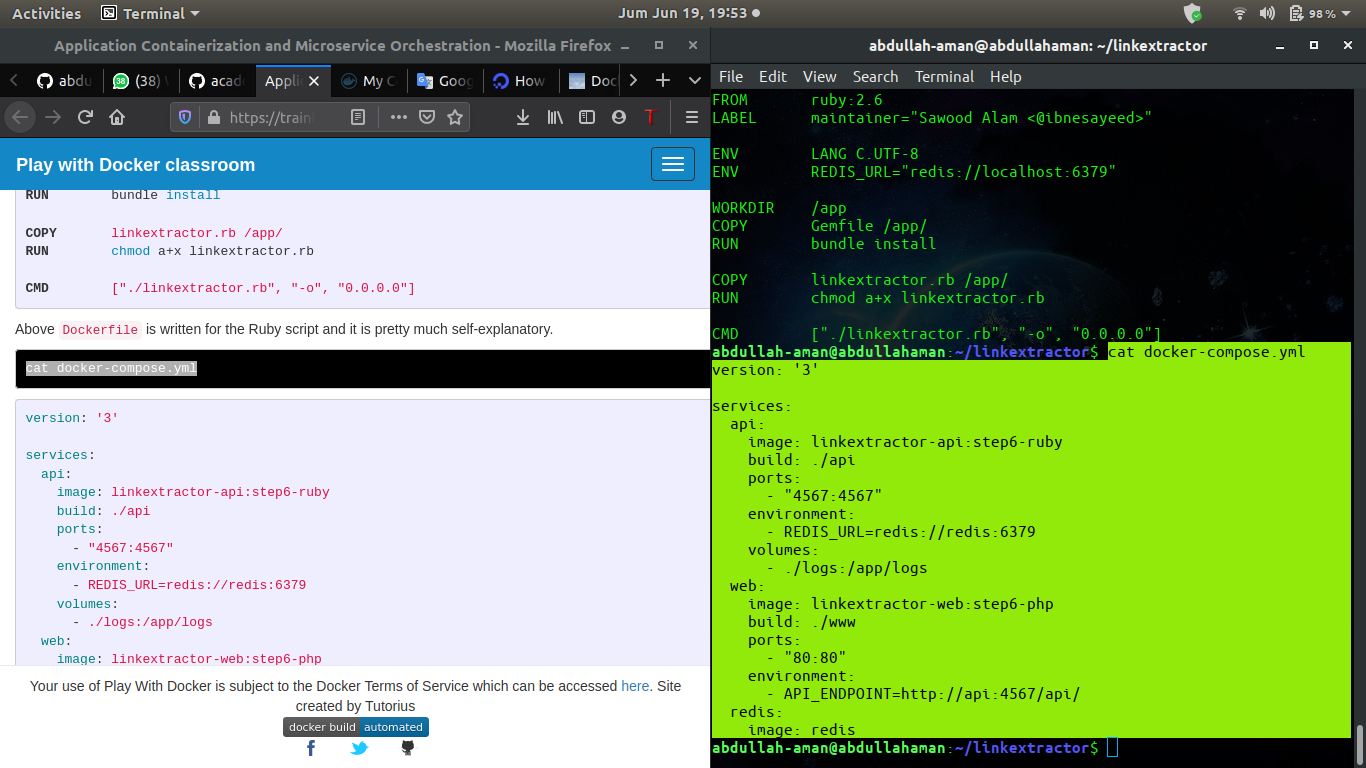 Activities
Terminal
Jum Jun 19, 19:53
98 %
Application Containerization and Microservice Orchestration - Mozilla Firefox
abdu
(38) W
acade
Applic
My C
Goog
How
Doc
https://traini
Play with Docker classroom
RUN bundle install
COPY linkextractor.rb /app/
RUN chmod a+x linkextractor.rb
CMD ["./linkextractor.rb", "-o", "0.0.0.0"]
Above Dockerfile is written for the Ruby script and it is pretty much self-explanatory.
cat docker-compose.yml
version: '3'
services:
  api:
    image: linkextractor-api:step6-ruby
    build: ./api
    ports:
      - "4567:4567"
    environment:
      - REDIS_URL=redis://redis:6379
    volumes:
      - ./logs:/app/logs
  web:
    image: linkextractor-web:step6-php
Your use of Play With Docker is subject to the Docker Terms of Service which can be accessed here. Site
created by Tutorius
docker build automated
abdullah-aman@abdullahaman: ~/linkextractor
File Edit View Search Terminal Help
FROM ruby:2.6
LABEL maintainer="Sawood Alam <@ibnesayeed>"
ENV LANG C.UTF-8
ENV REDIS_URL="redis://localhost:6379"
WORKDIR /app
COPY Gemfile /app/
RUN bundle install
COPY linkextractor.rb /app/
RUN chmod a+x linkextractor.rb
CMD ["./linkextractor.rb", "-o", "0.0.0.0"]
abdullah-aman@abdullahaman:~/linkextractor$ cat docker-compose.yml
version: '3'
services:
  api:
    image: linkextractor-api:step6-ruby
    build: ./api
    ports:
      - "4567:4567"
    environment:
      - REDIS_URL=redis://redis:6379
    volumes:
      - ./logs:/app/logs
  web:
    image: linkextractor-web:step6-php
    build: ./www
    ports:
      - "80:80"
    environment:
      - API_ENDPOINT=http://api:4567/api/
  redis:
    image: redis
abdullah-aman@abdullahaman:~/linkextractor$